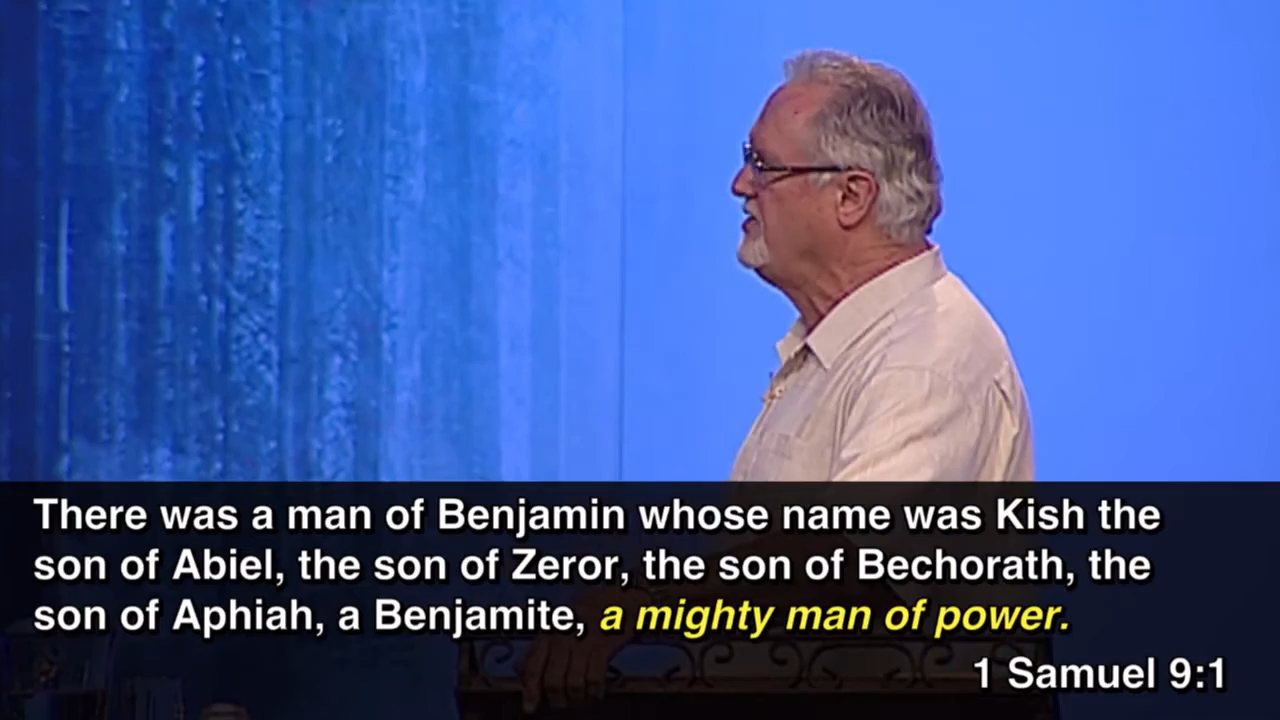 There was a man of Benjamin whose name was Kish the
son of Abiel, the son of Zeror, the son of Bechorath, the
son of Aphiah, a Benjamite, a mighty man of power.
1 Samuel 9:1